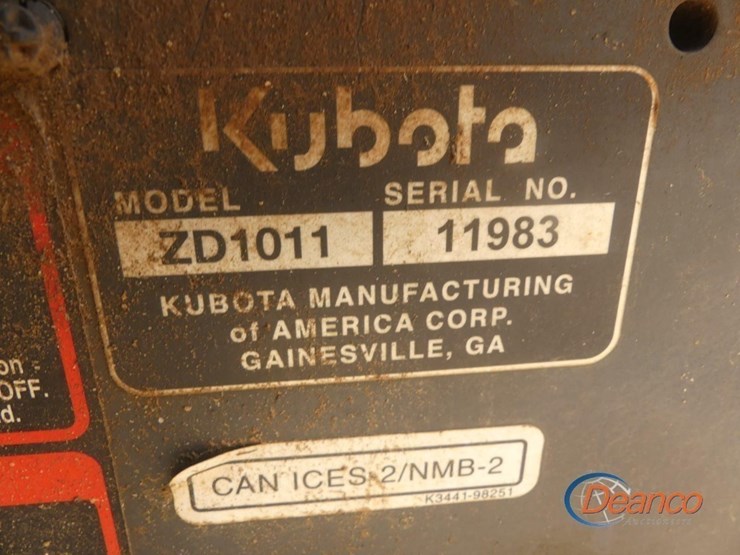 Kubota
MODEL SERIAL NO.
ZD1011 11983
KUBOTA MANUFACTURING
of AMERICA CORP.
GAINESVILLE, GA
on -
OFF.
d.
CAN ICES-2/NMB-2
K3441-98251
Deanco
AUCTIONEERS